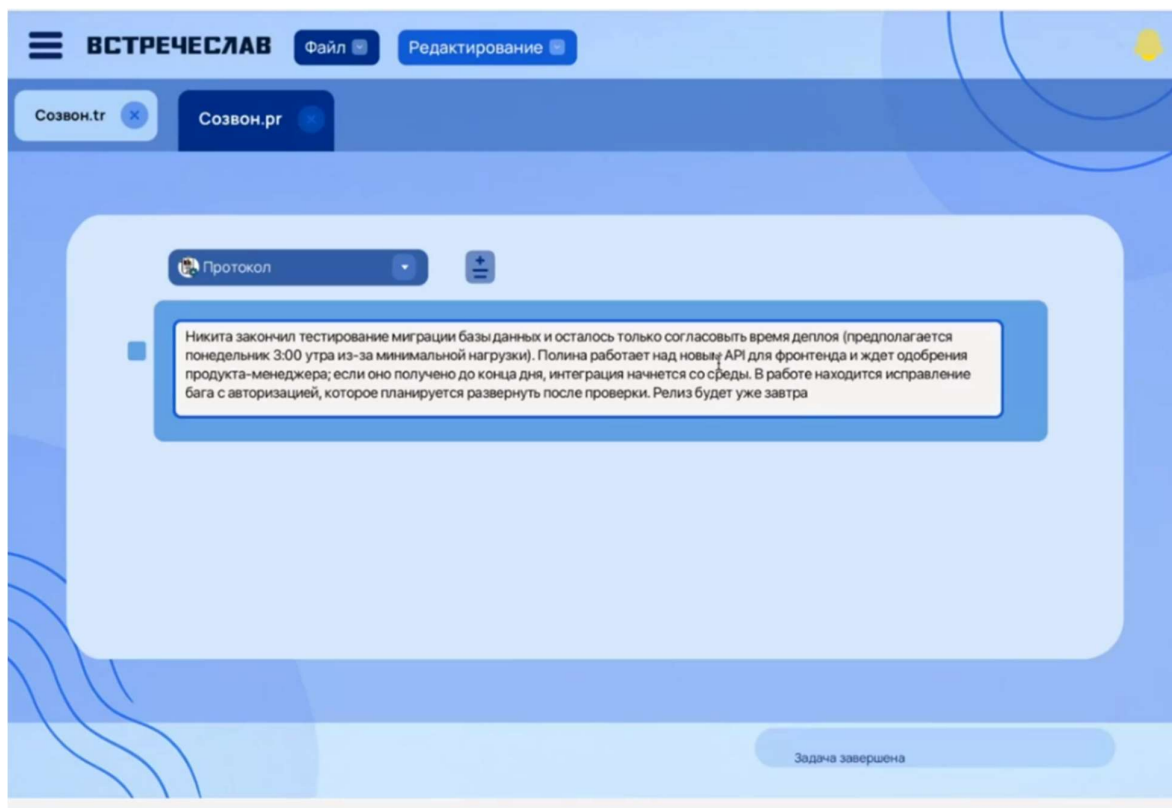 ВСТРЕЧЕСЛАВ Файл Редактирование
Созвон.tr Созвон.pr
Протокол
Никита закончил тестирование миграции базы данных и осталось только согласовыть время деплоя (предполагается
понедельник 3:00 утра из-за минимальной нагрузки). Полина работает над новым API для фронтенда и ждет одобрения
продукта-менеджера; если оно получено до конца дня, интеграция начнется со среды. В работе находится исправление
бага с авторизацией, которое планируется развернуть после проверки. Релиз будет уже завтра
Задача завершена